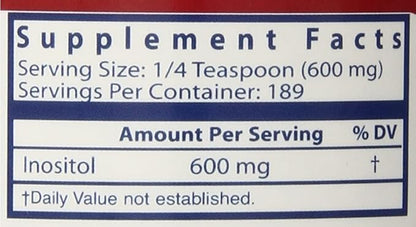 Supplement Facts
Serving Size: 1/4 Teaspoon (600 mg)
Servings Per Container: 189
Amount Per Serving % DV
Inositol 600 mg †
†Daily Value not established.